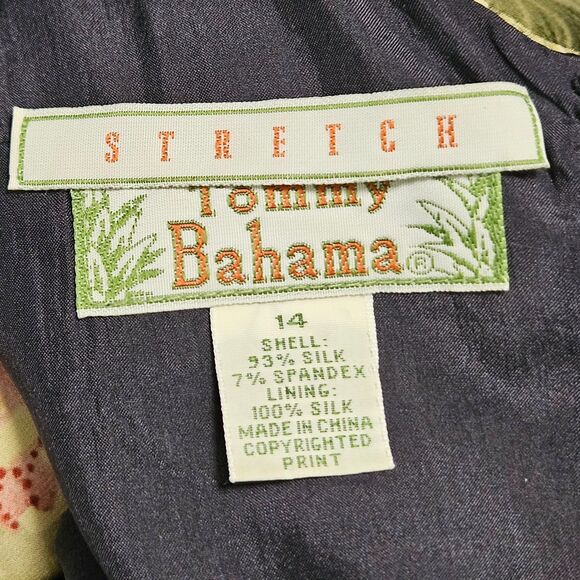 STRETCH
Tommy
Bahama®
14
SHELL:
93% SILK
7% SPANDEX
LINING:
100% SILK
MADE IN CHINA
COPYRIGHTED
PRINT